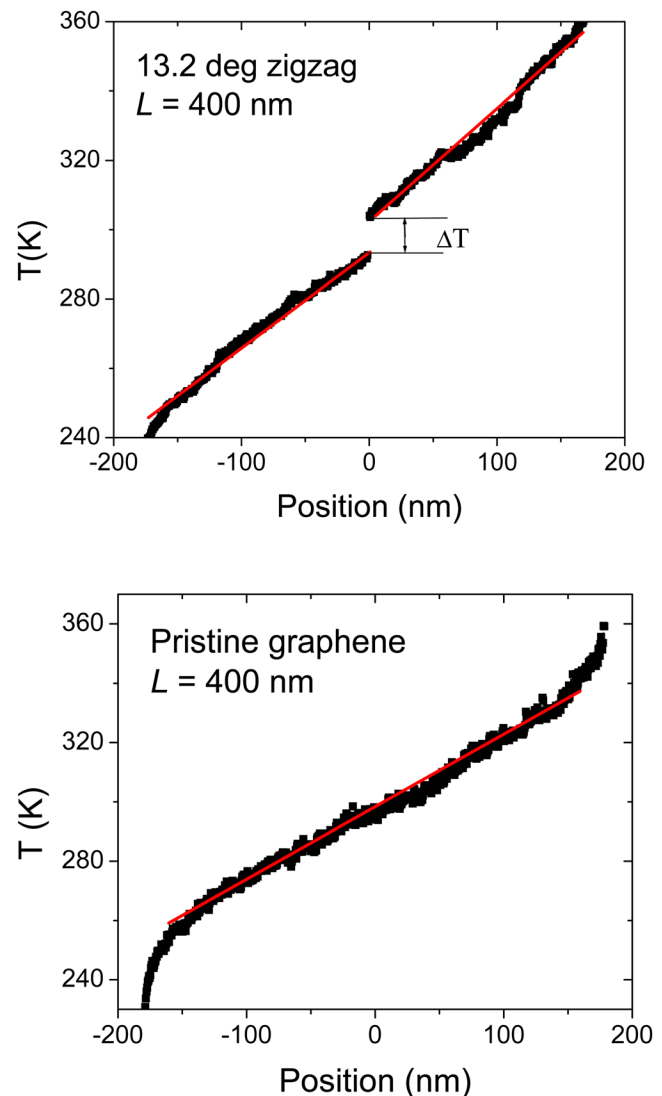 360
13.2 deg zigzag
L = 400 nm
320
T(K)
ΔT
280
240
-200 -100 0 100 200
Position (nm)
360
Pristine graphene
L = 400 nm
320
T (K)
280
240
-200 -100 0 100 200
Position (nm)